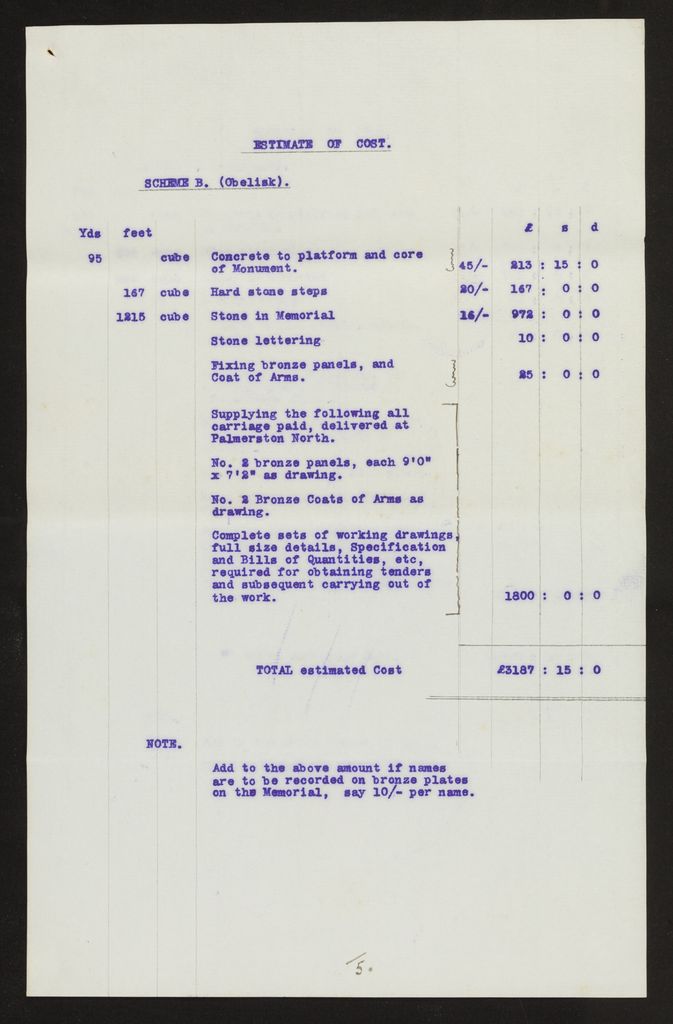 ESTIMATE OF COST.
SCHEME B. (Obelisk).
£ s d
Yds feet
95 cube Concrete to platform and core
of Monument. 45/- 213 : 15 : 0
167 cube Hard stone steps 20/- 167 : 0 : 0
1215 cube Stone in Memorial 16/- 972 : 0 : 0
Stone lettering 10 : 0 : 0
Fixing bronze panels, and
Coat of Arms. 25 : 0 : 0
Supplying the following all
carriage paid, delivered at
Palmerston North.
No. 2 bronze panels, each 9'0"
x 7'2" as drawing.
No. 2 Bronze Coats of Arms as
drawing.
Complete sets of working drawings,
full size details, Specification
and Bills of Quantities, etc,
required for obtaining tenders
and subsequent carrying out of
the work. 1800 : 0 : 0
TOTAL estimated Cost £3187 : 15 : 0
NOTE.
Add to the above amount if names
are to be recorded on bronze plates
on the Memorial, say 10/- per name.
5.